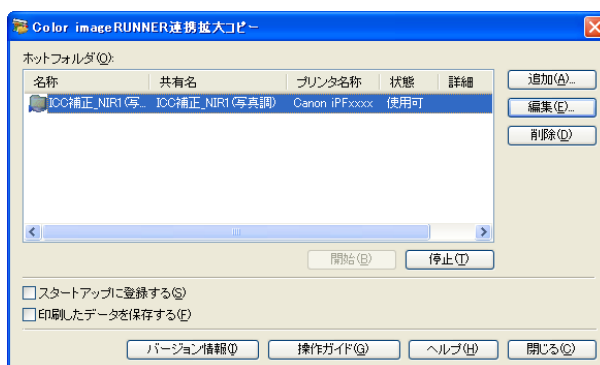 Color imageRUNNER連携拡大コピー
ホットフォルダ(O):
名称 共有名 プリンタ名称 状態 詳細
ICC補正_NIR1(写... ICC補正_NIR1(写真調) Canon iPFxxxx 使用可
追加(A)...
編集(E)...
削除(D)
開始(B) 停止(T)
スタートアップに登録する(S)
印刷したデータを保存する(F)
バージョン情報(I) 操作ガイド(G) ヘルプ(H) 閉じる(C)